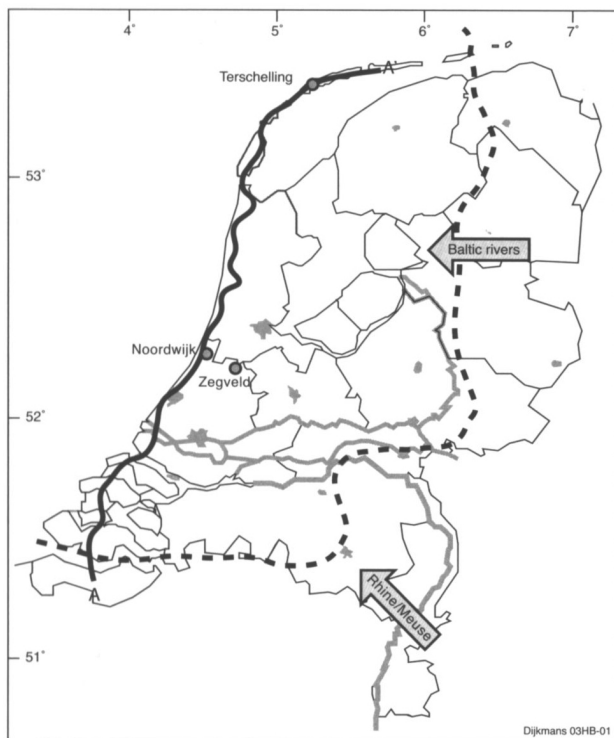 4°
5°
6°
7°
Terschelling
A'
53°
Baltic rivers
Noordwijk
Zegveld
52°
A
Rhine/Meuse
51°
Dijkmans 03HB-01